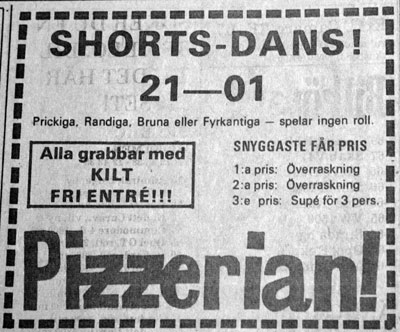 SHORTS-DANS!
21—01
Prickiga, Randiga, Bruna eller Fyrkantiga — spelar ingen roll.
Alla grabbar med
KILT
FRI ENTRÉ!!!
SNYGGASTE FÅR PRIS
1:a pris: Överraskning
2:a pris: Överraskning
3:e pris: Supé för 3 pers.
Pizzerian!